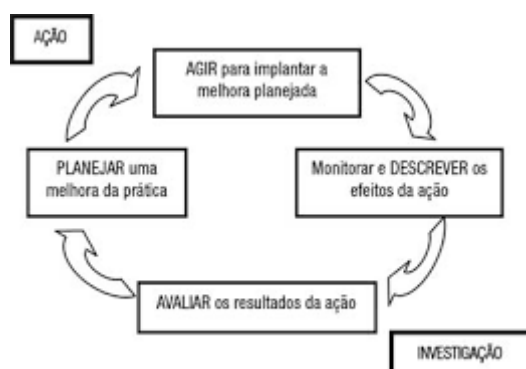 AÇÃO
AGIR para implantar a
melhora planejada
PLANEJAR uma
melhora da prática
Monitorar e DESCREVER os
efeitos da ação
AVALIAR os resultados da ação
INVESTIGAÇÃO